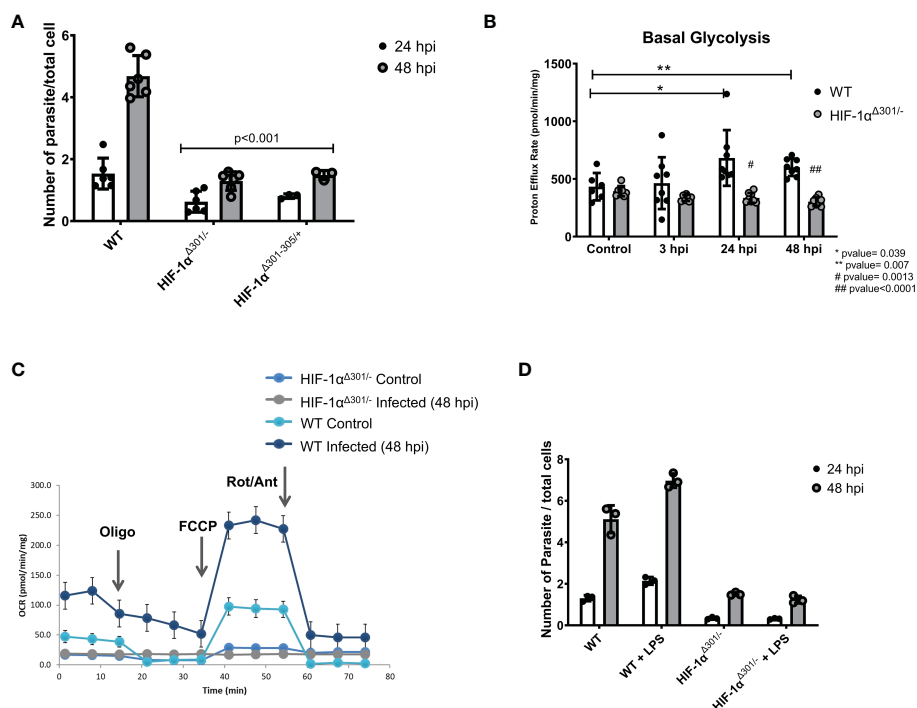 A
Number of parasite/total cell
6
4
2
0
24 hpi
48 hpi
p<0.001
WT
HIF-1α^Δ301/-
HIF-1α^Δ301-305/+
B
Basal Glycolysis
Proton Efflux Rate (pmol/min/mg)
1500
1000
500
0
**
*
#
##
WT
HIF-1α^Δ301/-
Control
3 hpi
24 hpi
48 hpi
* pvalue= 0.039
** pvalue= 0.007
# pvalue= 0.0013
## pvalue<0.0001
C
HIF-1α^Δ301/- Control
HIF-1α^Δ301/- Infected (48 hpi)
WT Control
WT Infected (48 hpi)
OCR (pmol/min/mg)
300.0
250.0
200.0
150.0
100.0
50.0
0.0
Oligo
FCCP
Rot/Ant
0
10
20
30
40
50
60
70
80
Time (min)
D
Number of Parasite / total cells
8
6
4
2
0
24 hpi
48 hpi
WT
WT + LPS
HIF-1α^Δ301/-
HIF-1α^Δ301/- + LPS